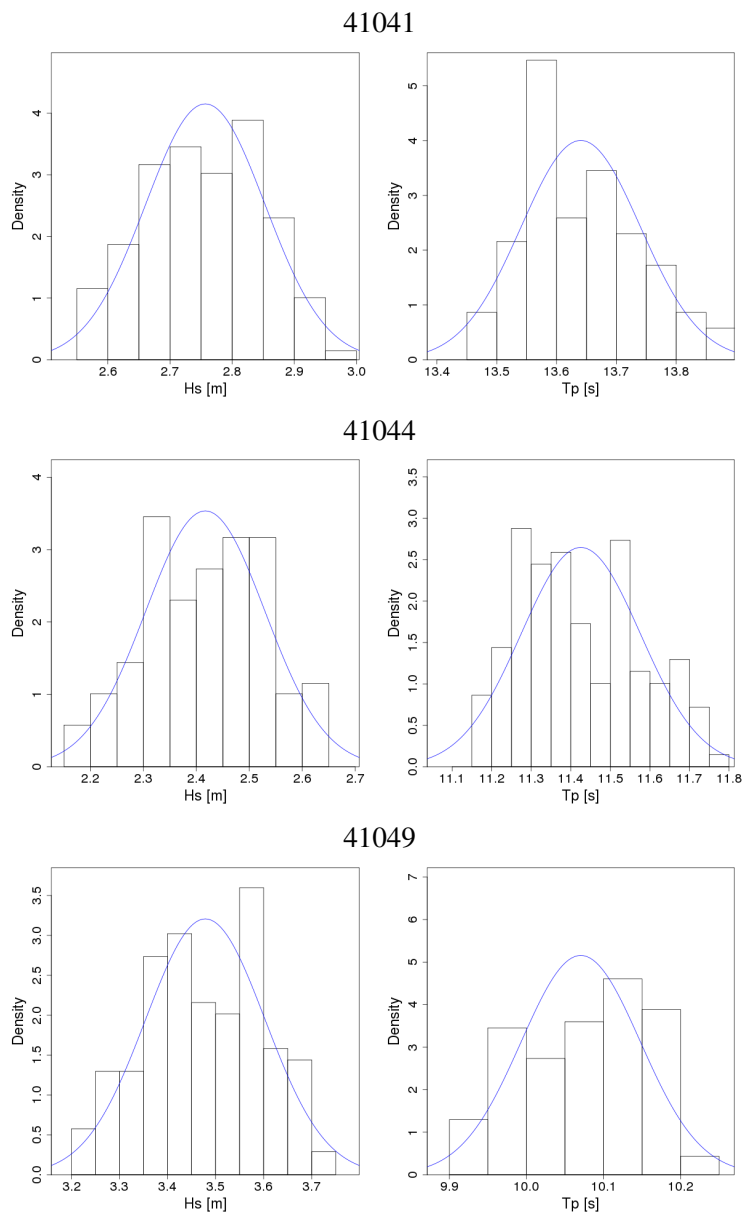 41041
Density
0 1 2 3 4
2.6 2.7 2.8 2.9 3.0
Hs [m]
Density
0 1 2 3 4 5
13.4 13.5 13.6 13.7 13.8
Tp [s]
41044
Density
0 1 2 3 4
2.2 2.3 2.4 2.5 2.6 2.7
Hs [m]
Density
0.0 0.5 1.0 1.5 2.0 2.5 3.0 3.5
11.1 11.2 11.3 11.4 11.5 11.6 11.7 11.8
Tp [s]
41049
Density
0.0 0.5 1.0 1.5 2.0 2.5 3.0 3.5
3.2 3.3 3.4 3.5 3.6 3.7
Hs [m]
Density
0 1 2 3 4 5 6 7
9.9 10.0 10.1 10.2
Tp [s]